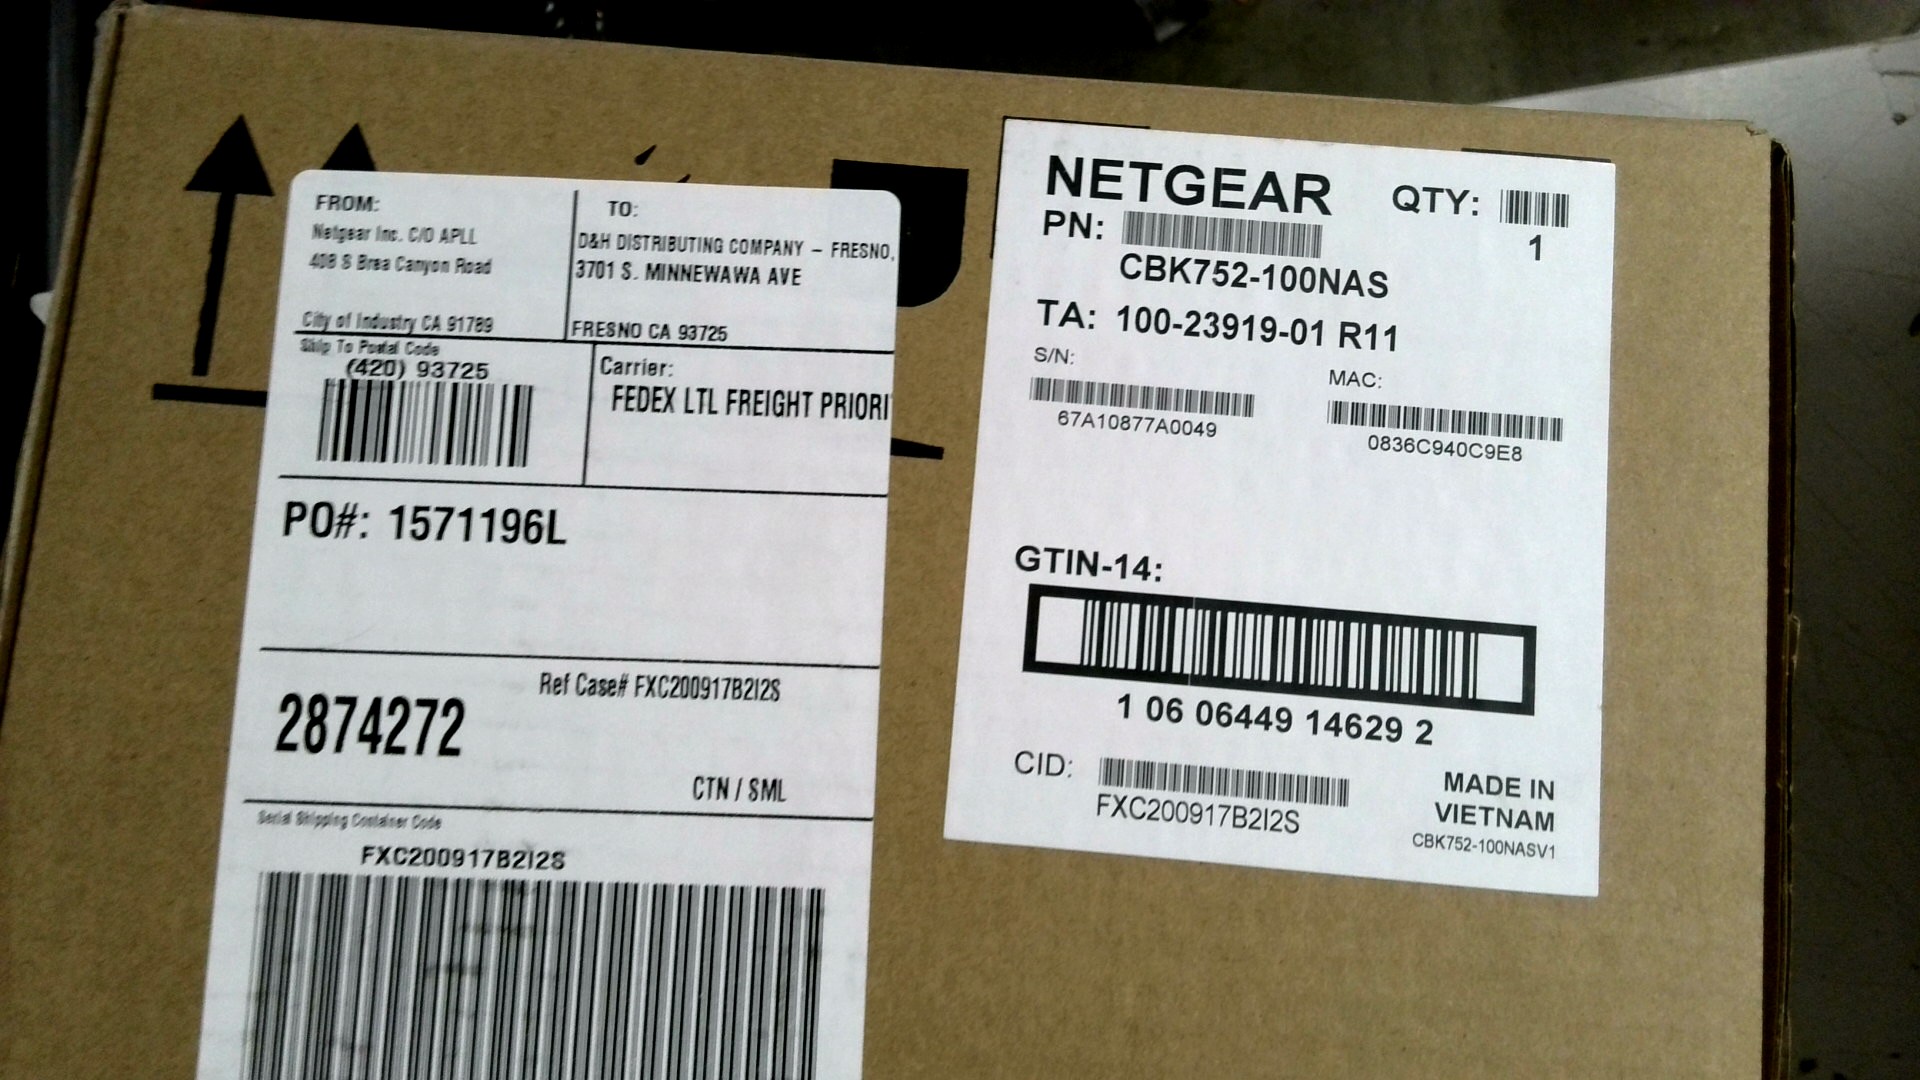 FROM:
Netgear Inc. C/O APLL
408 S Brea Canyon Road
City of Industry CA 91789
TO:
D&H DISTRIBUTING COMPANY – FRESNO,
3701 S. MINNEWAWA AVE
FRESNO CA 93725
Ship To Postal Code
(420) 93725
Carrier:
FEDEX LTL FREIGHT PRIORI
PO#: 1571196L
Ref Case# FXC200917B2I2S
2874272
CTN / SML
Serial Shipping Container Code
FXC200917B2I2S
NETGEAR
QTY:
1
PN:
CBK752-100NAS
TA: 100-23919-01 R11
S/N:
67A10877A0049
MAC:
0836C940C9E8
GTIN-14:
1 06 06449 14629 2
CID:
FXC200917B2I2S
MADE IN
VIETNAM
CBK752-100NASV1